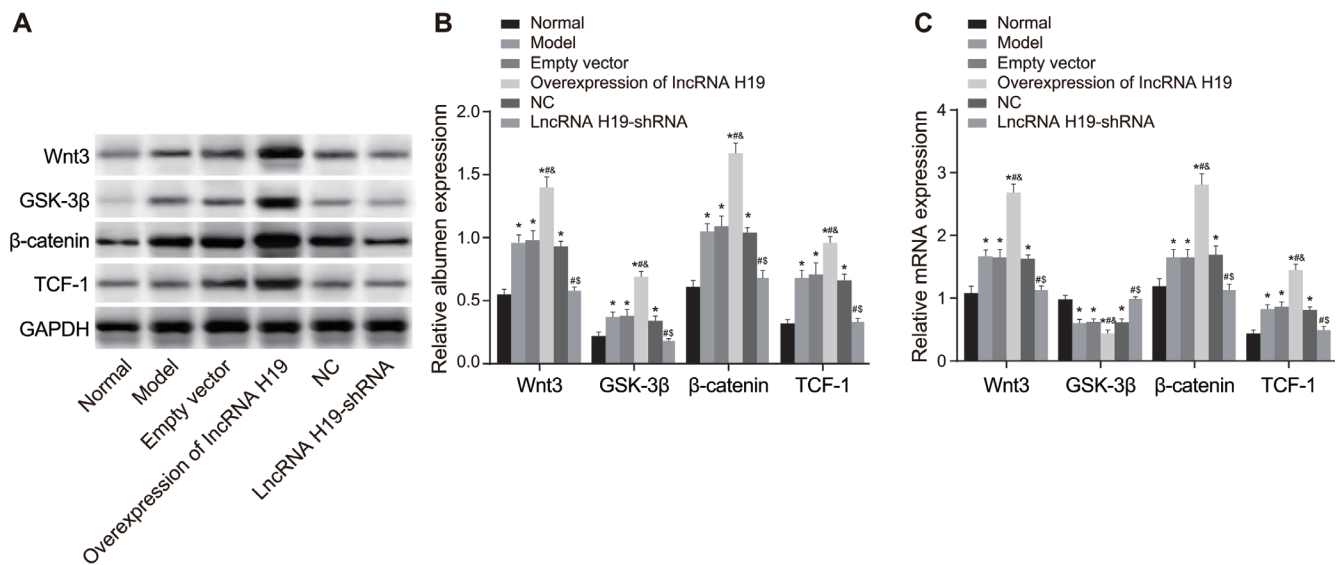 A
Wnt3
GSK-3β
β-catenin
TCF-1
GAPDH
Normal
Model
Empty vector
Overexpression of lncRNA H19
NC
LncRNA H19-shRNA
B
Normal
Model
Empty vector
Overexpression of lncRNA H19
NC
LncRNA H19-shRNA
Relative albumen expressionn
2.0
1.5
1.0
0.5
0.0
* * *#& * #$
* * *#& * #$
* * *#& * #$
* * *#& * #$
Wnt3
GSK-3β
β-catenin
TCF-1
C
Normal
Model
Empty vector
Overexpression of lncRNA H19
NC
LncRNA H19-shRNA
Relative mRNA expressionn
4
3
2
1
0
* * *#& * #$
* * *#& *
* * *#& * #$
* * *#& * #$
#$
Wnt3
GSK-3β
β-catenin
TCF-1